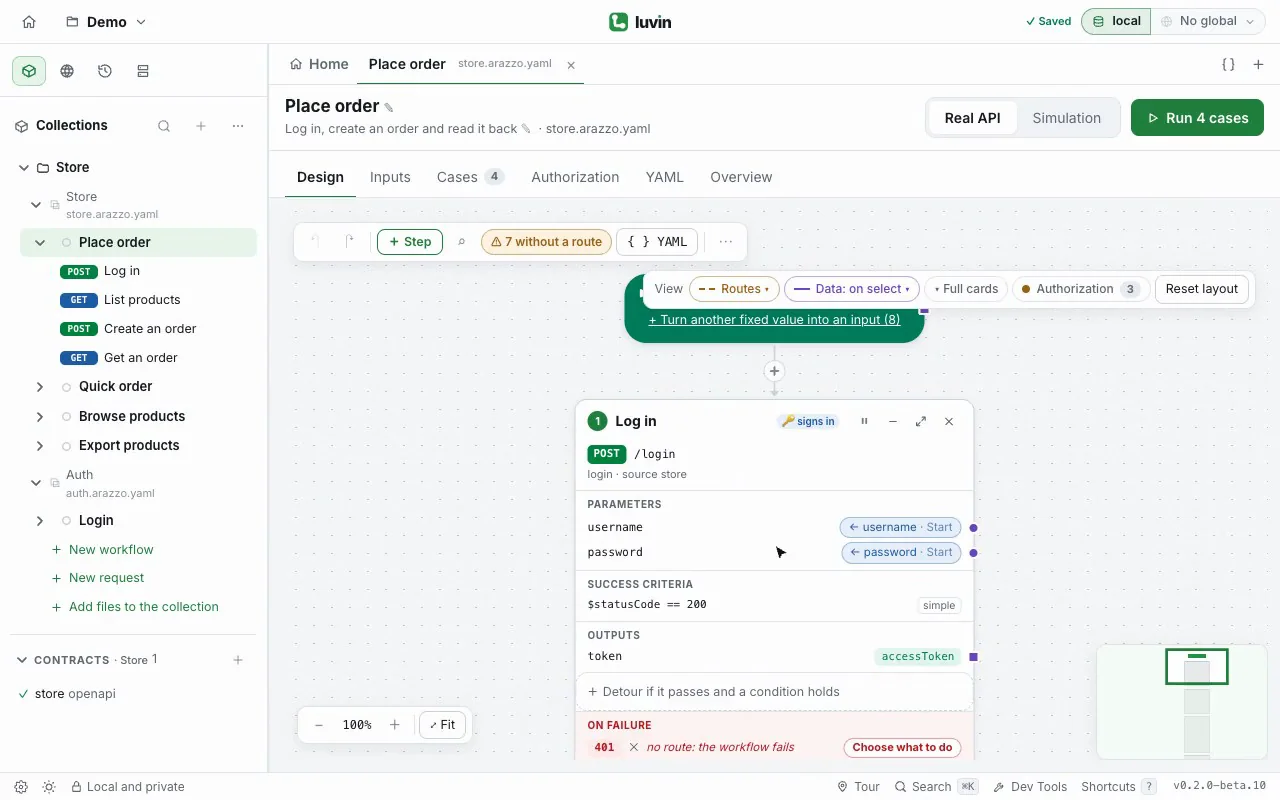 Demo
luvin
Saved
local
No global
Home
Place order store.arazzo.yaml
Collections
Store
Store
store.arazzo.yaml
Place order
POST Log in
GET List products
POST Create an order
GET Get an order
Quick order
Browse products
Export products
Auth
auth.arazzo.yaml
Login
+ New workflow
+ New request
+ Add files to the collection
CONTRACTS · Store 1
store openapi
Place order
Log in, create an order and read it back · store.arazzo.yaml
Real API
Simulation
Run 4 cases
Design
Inputs
Cases 4
Authorization
YAML
Overview
+ Step
7 without a route
{ } YAML
View
Routes
Data: on select
Full cards
Authorization 3
Reset layout
+ Turn another fixed value into an input (8)
1 Log in
signs in
POST /login
login · source store
PARAMETERS
username ← username · Start
password ← password · Start
SUCCESS CRITERIA
$statusCode == 200 simple
OUTPUTS
token accessToken
+ Detour if it passes and a condition holds
ON FAILURE
401 × no route: the workflow fails Choose what to do
− 100% + Fit
Local and private
Tour
Search ⌘K
Dev Tools
Shortcuts ?
v0.2.0-beta.10